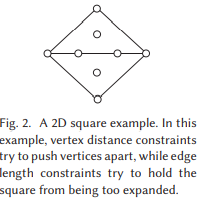 Fig. 2. A 2D square example. In this
example, vertex distance constraints
try to push vertices apart, while edge
length constraints try to hold the
square from being too expanded.